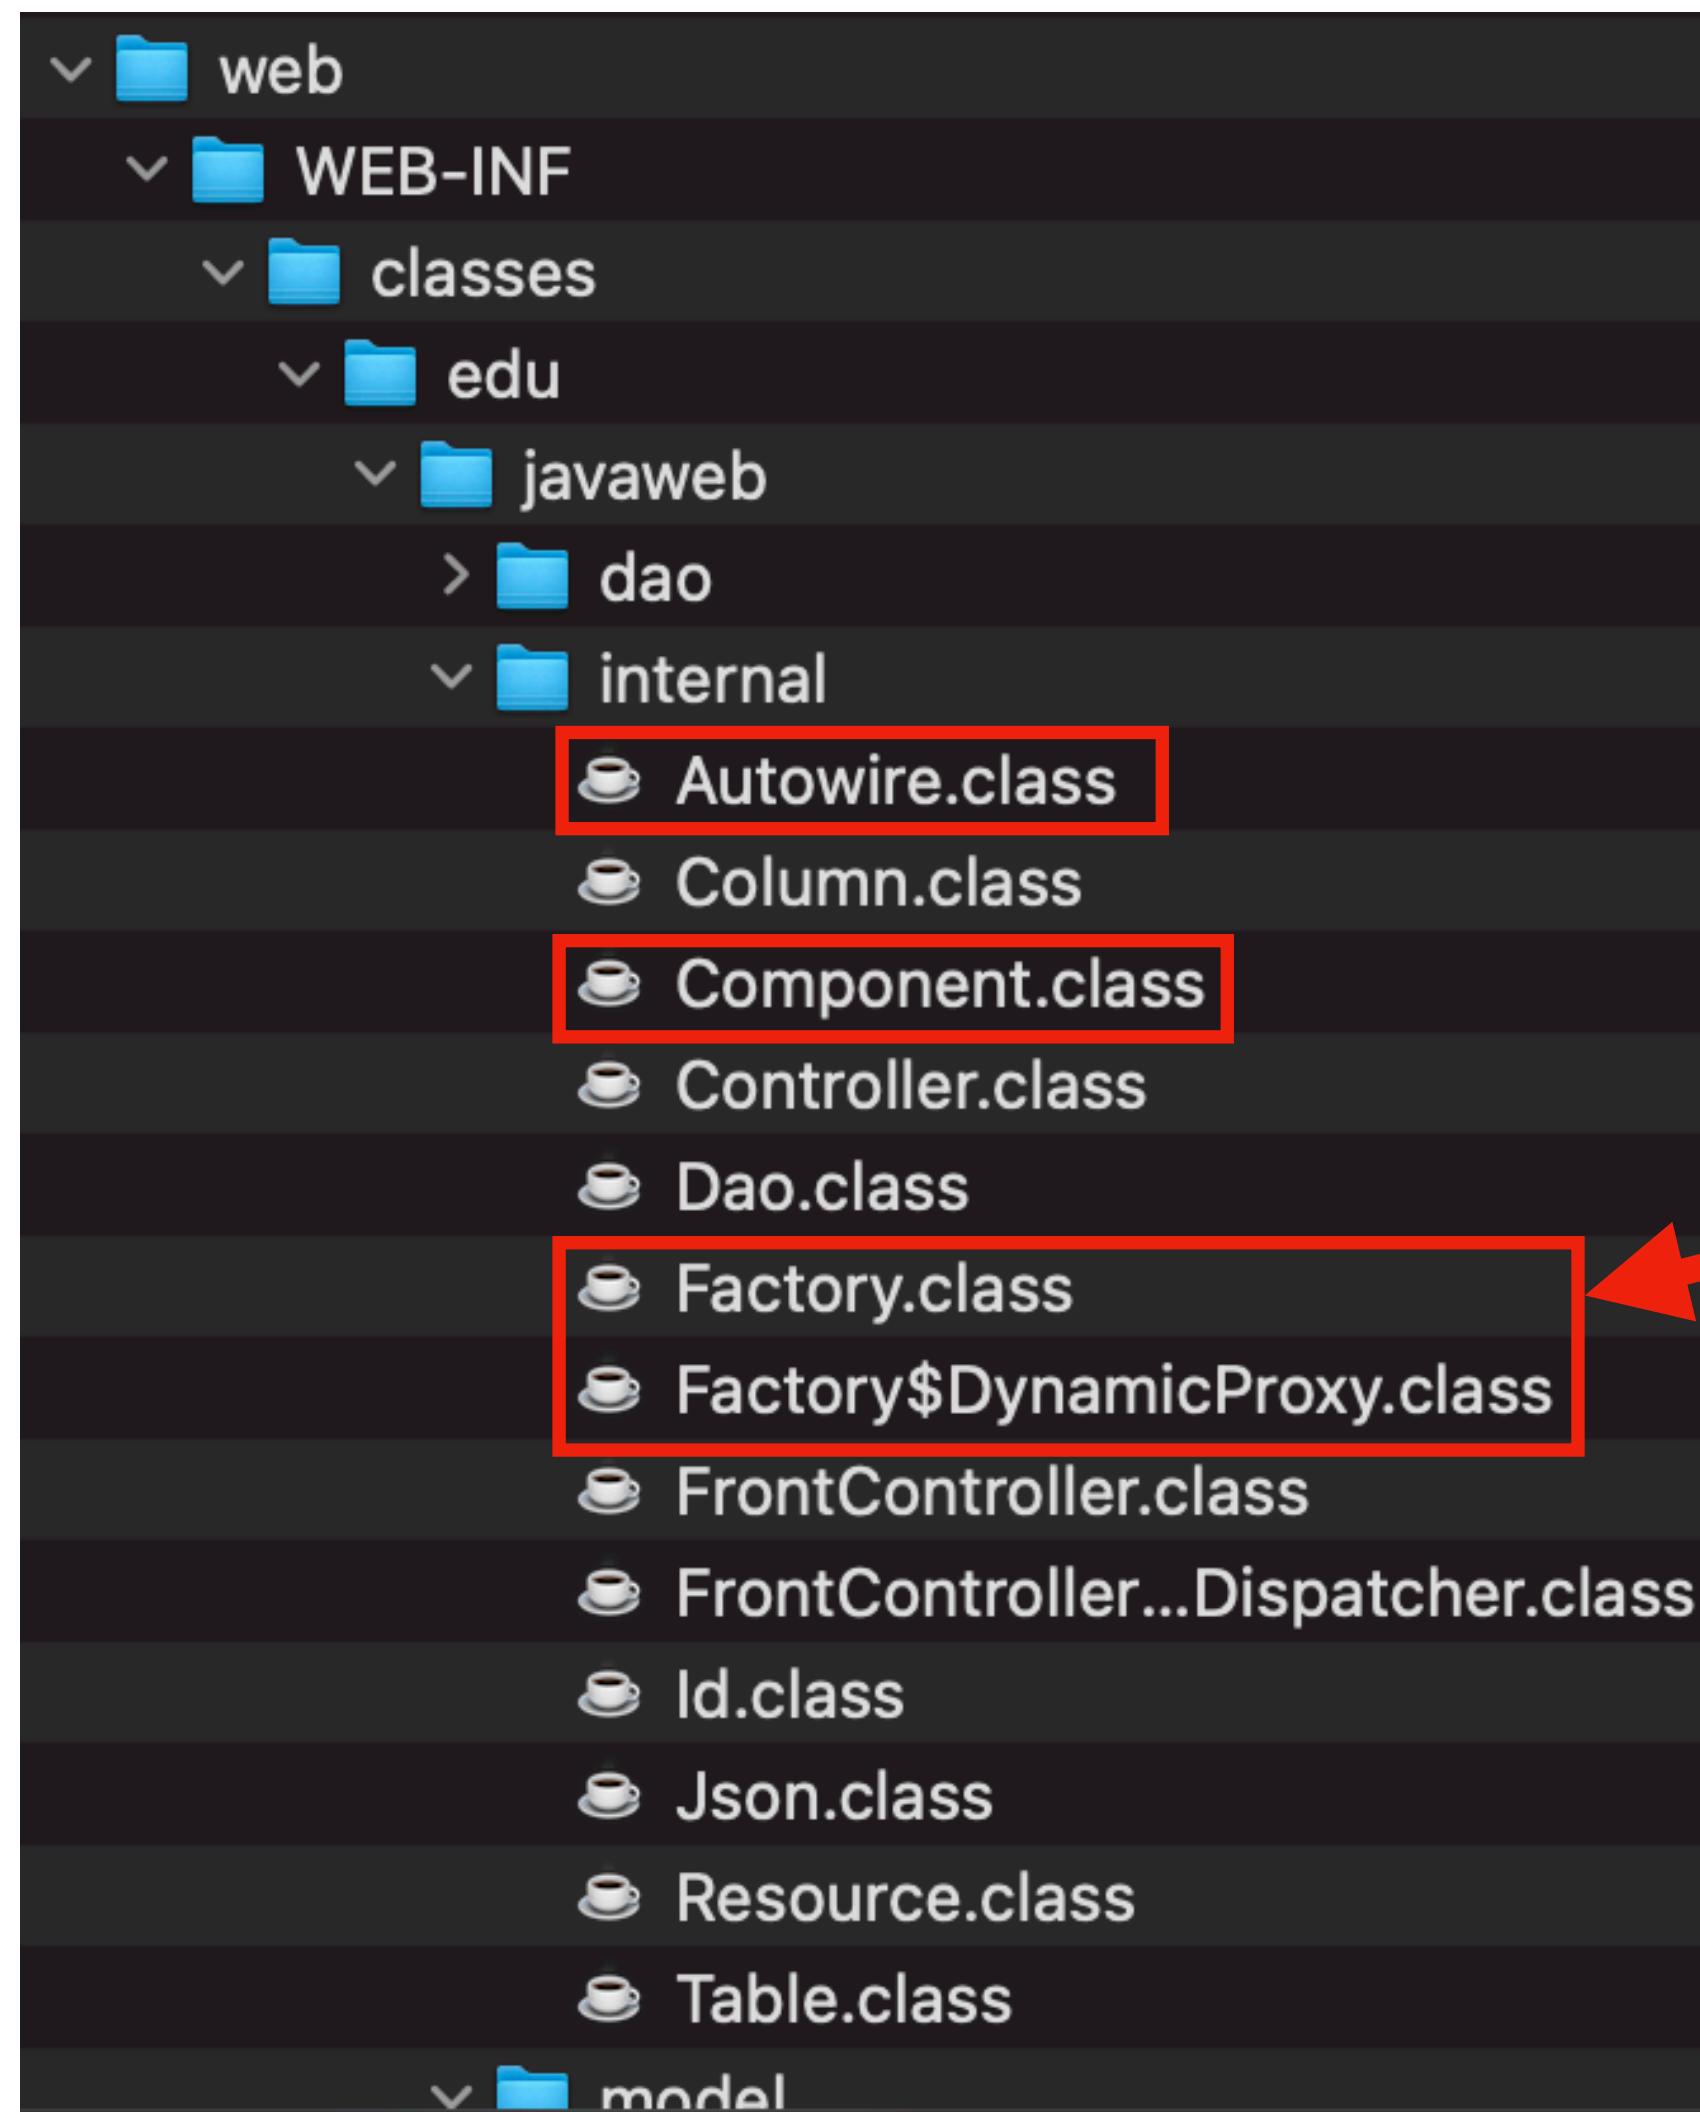 web
WEB-INF
classes
edu
javaweb
dao
internal
Autowire.class
Column.class
Component.class
Controller.class
Dao.class
Factory.class
Factory$DynamicProxy.class
FrontController.class
FrontController...Dispatcher.class
Id.class
Json.class
Resource.class
Table.class
model